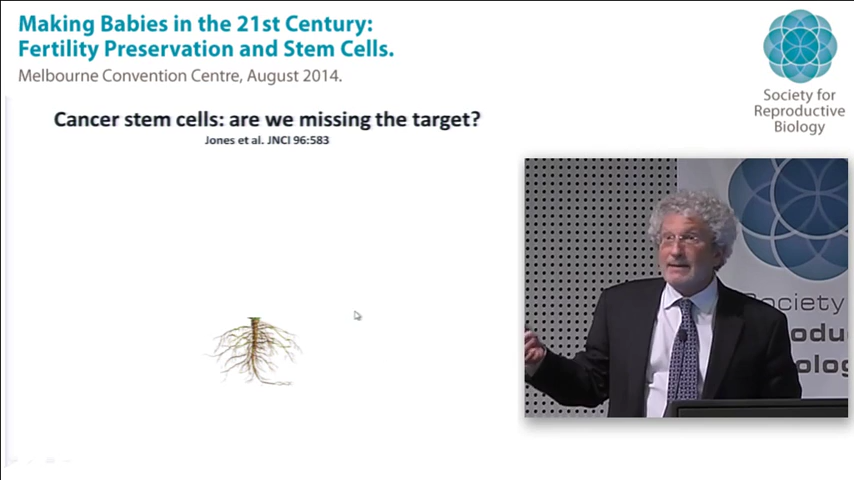 Making Babies in the 21st Century:
Fertility Preservation and Stem Cells.
Melbourne Convention Centre, August 2014.
Society for
Reproductive
Biology
Cancer stem cells: are we missing the target?
Jones et al. JNCI 96:583
Society